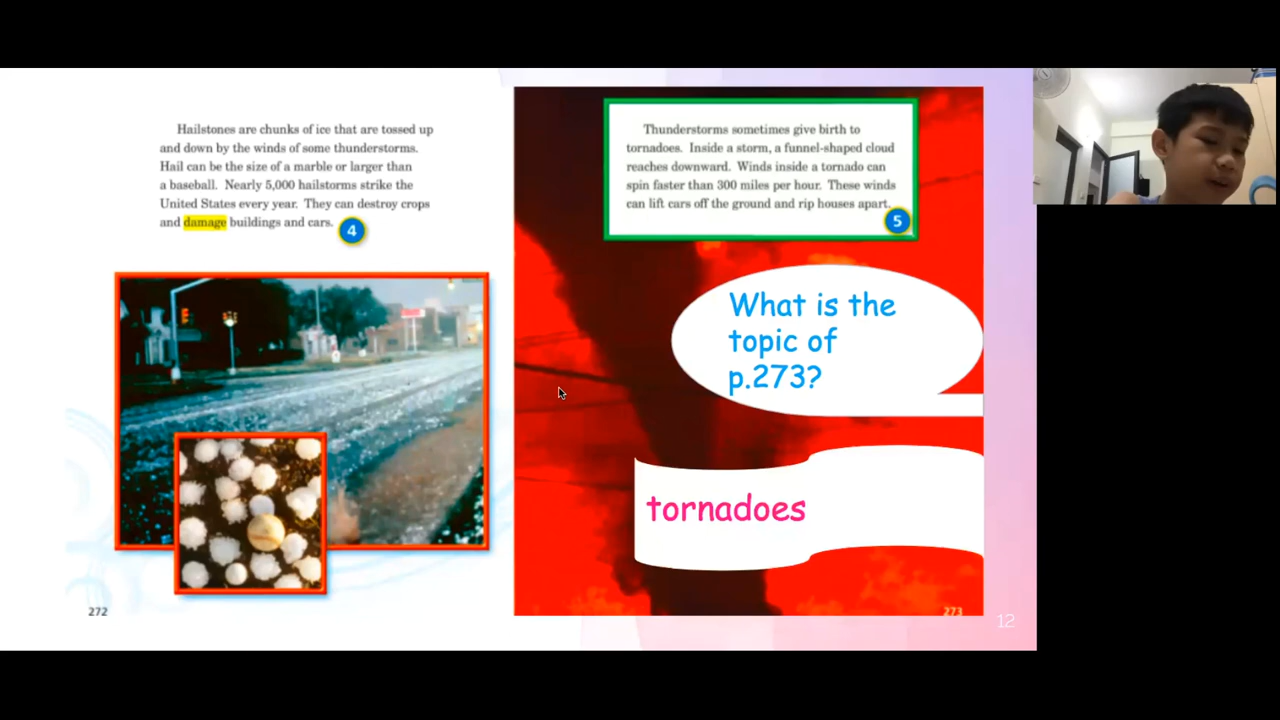 Hailstones are chunks of ice that are tossed up
and down by the winds of some thunderstorms.
Hail can be the size of a marble or larger than
a baseball. Nearly 5,000 hailstorms strike the
United States every year. They can destroy crops
and damage buildings and cars.
4
272
Thunderstorms sometimes give birth to
tornadoes. Inside a storm, a funnel-shaped cloud
reaches downward. Winds inside a tornado can
spin faster than 300 miles per hour. These winds
can lift cars off the ground and rip houses apart.
5
What is the
topic of
p.273?
tornadoes
273
12